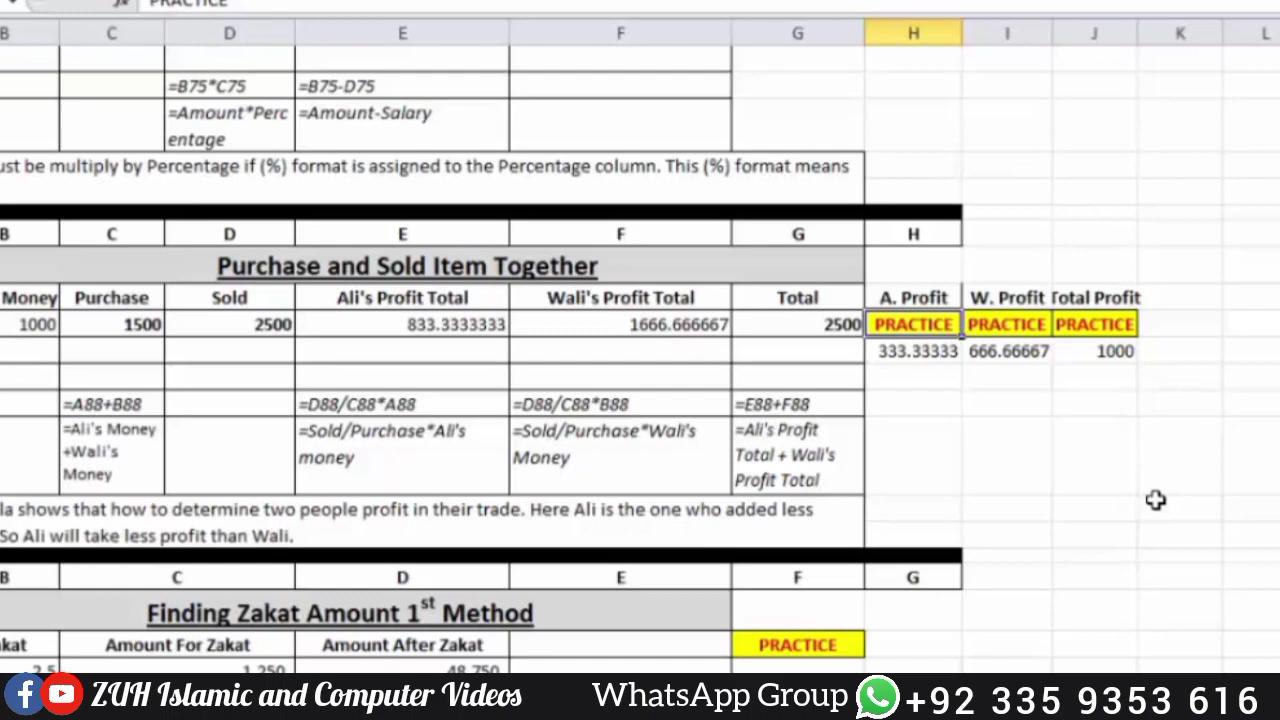 PRACTICE
B C D E F G H I J K L
=B75*C75 =B75-D75
=Amount*Perc =Amount-Salary
entage
ust be multiply by Percentage if (%) format is assigned to the Percentage column. This (%) format means
B C D E F G H
Purchase and Sold Item Together
Money Purchase Sold Ali's Profit Total Wali's Profit Total Total A. Profit W. Profit Total Profit
1000 1500 2500 833.3333333 1666.666667 2500 PRACTICE PRACTICE PRACTICE
333.33333 666.66667 1000
=A88+B88 =D88/C88*A88 =D88/C88*B88 =E88+F88
=Ali's Money =Sold/Purchase*Ali's =Sold/Purchase*Wali's =Ali's Profit
+Wali's money Money Total + Wali's
Money Profit Total
la shows that how to determine two people profit in their trade. Here Ali is the one who added less
So Ali will take less profit than Wali.
B C D E F G
Finding Zakat Amount 1st Method
kat Amount For Zakat Amount After Zakat PRACTICE
2.5 1,250 48,750
ZUH Islamic and Computer Videos WhatsApp Group +92 335 9353 616